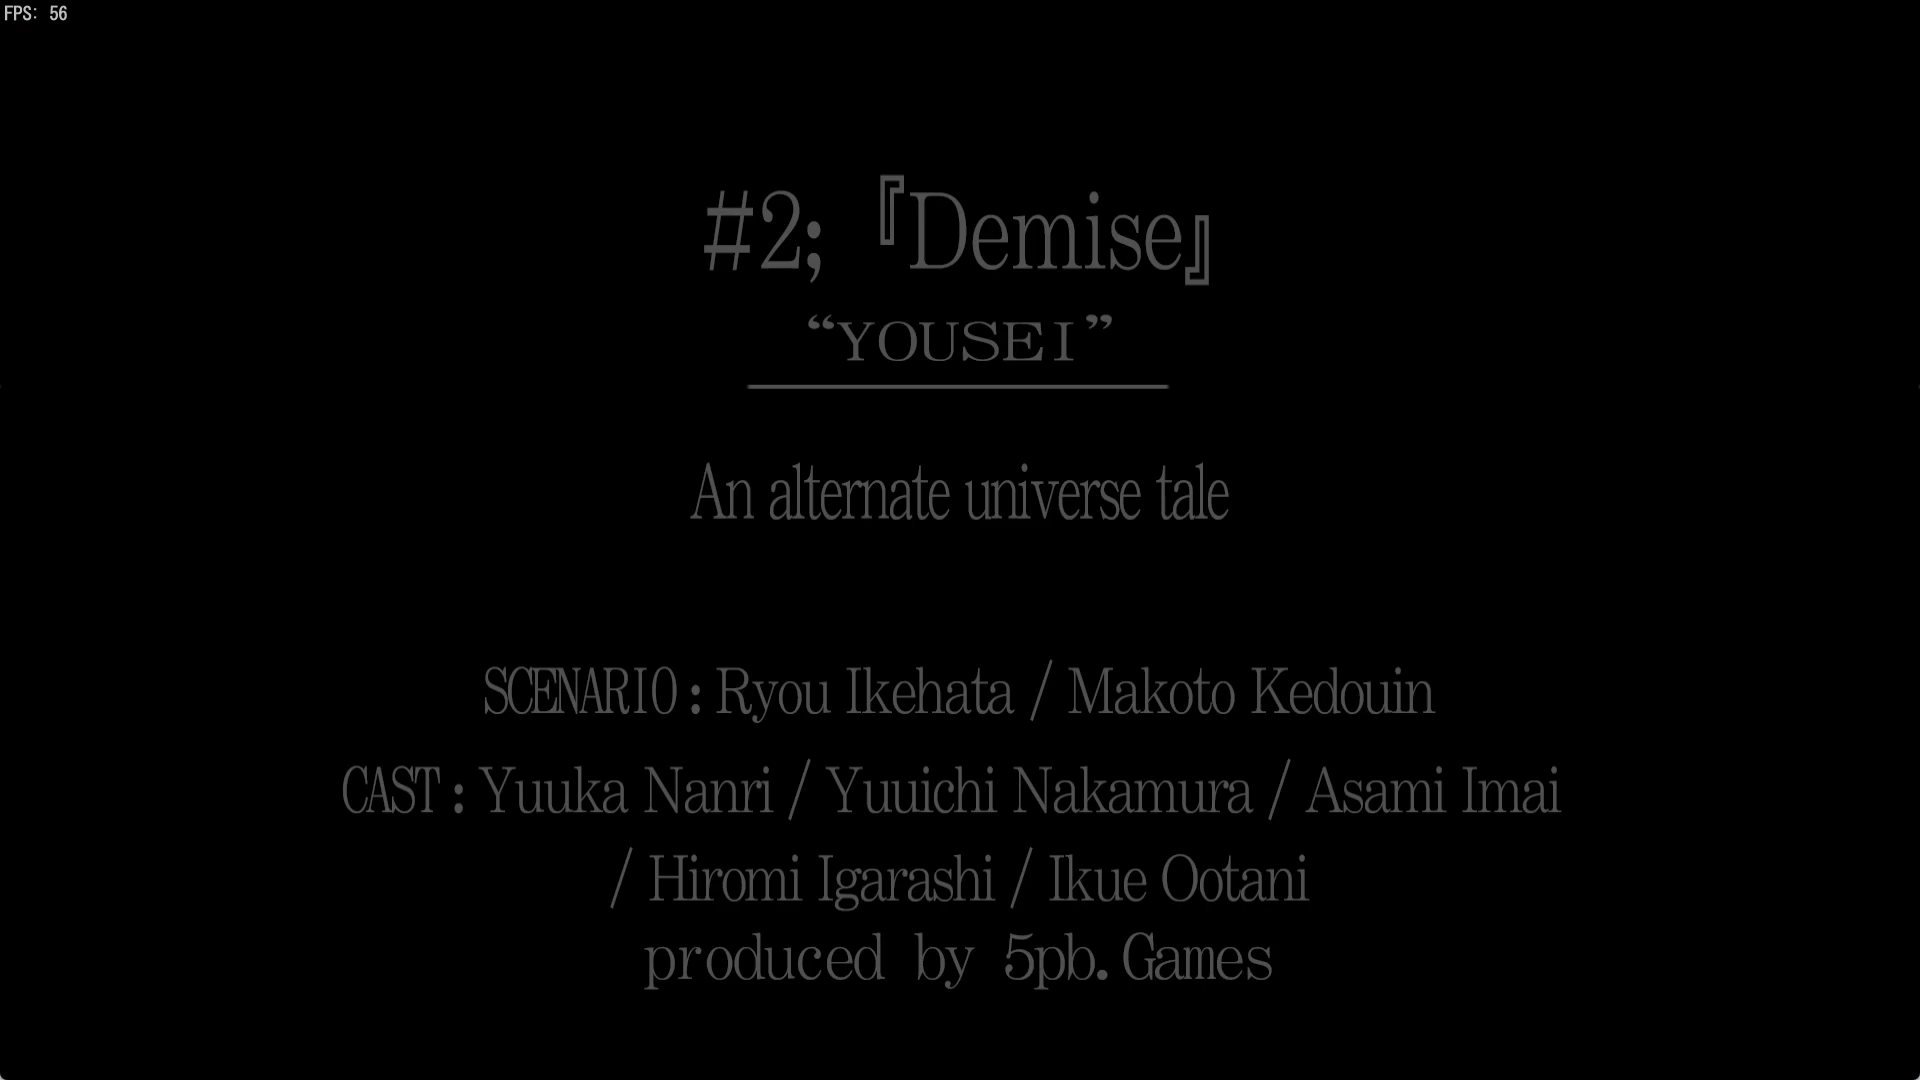 FPS: 56
#2;『Demise』
“YOUSEI”
An alternate universe tale
SCENARIO:Ryou Ikehata / Makoto Kedouin
CAST:Yuuka Nanri / Yuuichi Nakamura / Asami Imai
/ Hiromi Igarashi / Ikue Ootani
produced by 5pb.Games